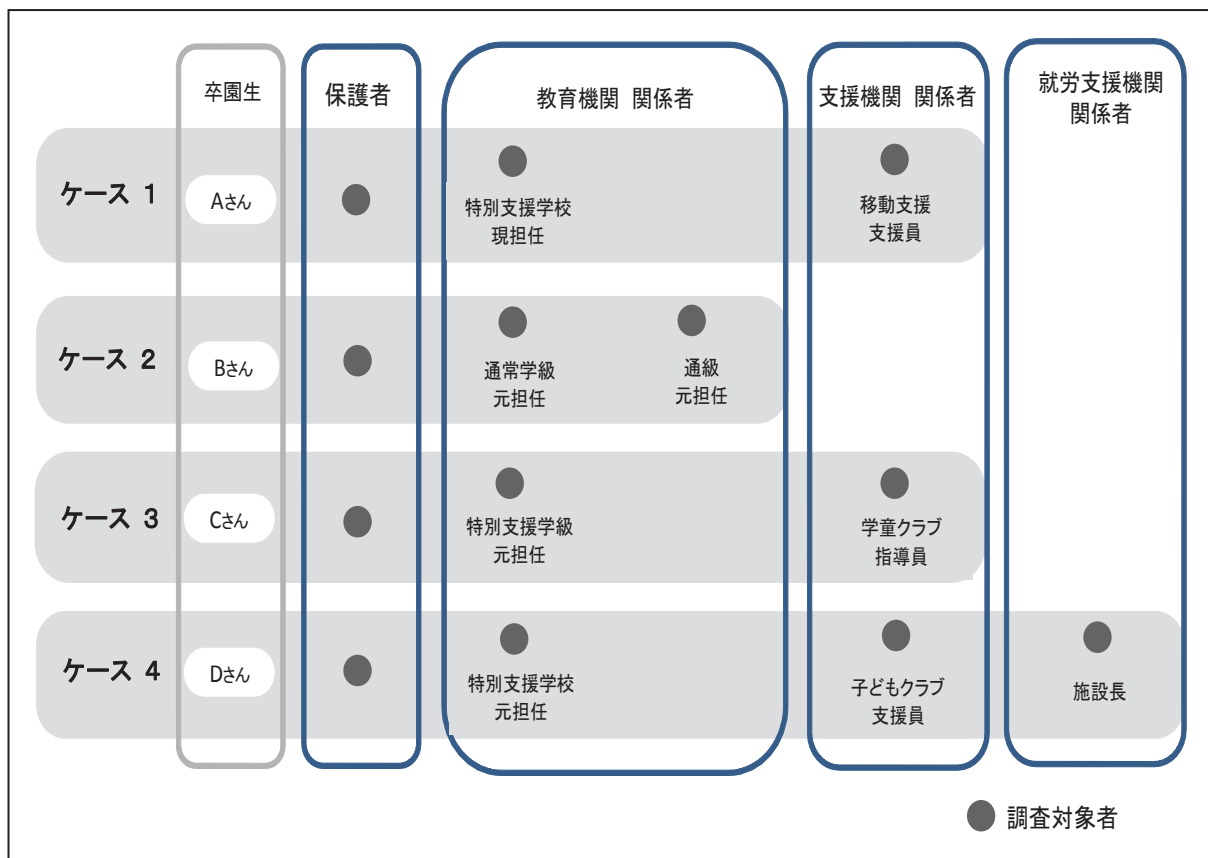 卒園生
保護者
教育機関 関係者
支援機関 関係者
就労支援機関
関係者
ケース 1
Aさん
特別支援学校
現担任
移動支援
支援員
ケース 2
Bさん
通常学級
元担任
通級
元担任
ケース 3
Cさん
特別支援学級
元担任
学童クラブ
指導員
ケース 4
Dさん
特別支援学校
元担任
子どもクラブ
支援員
施設長
調査対象者